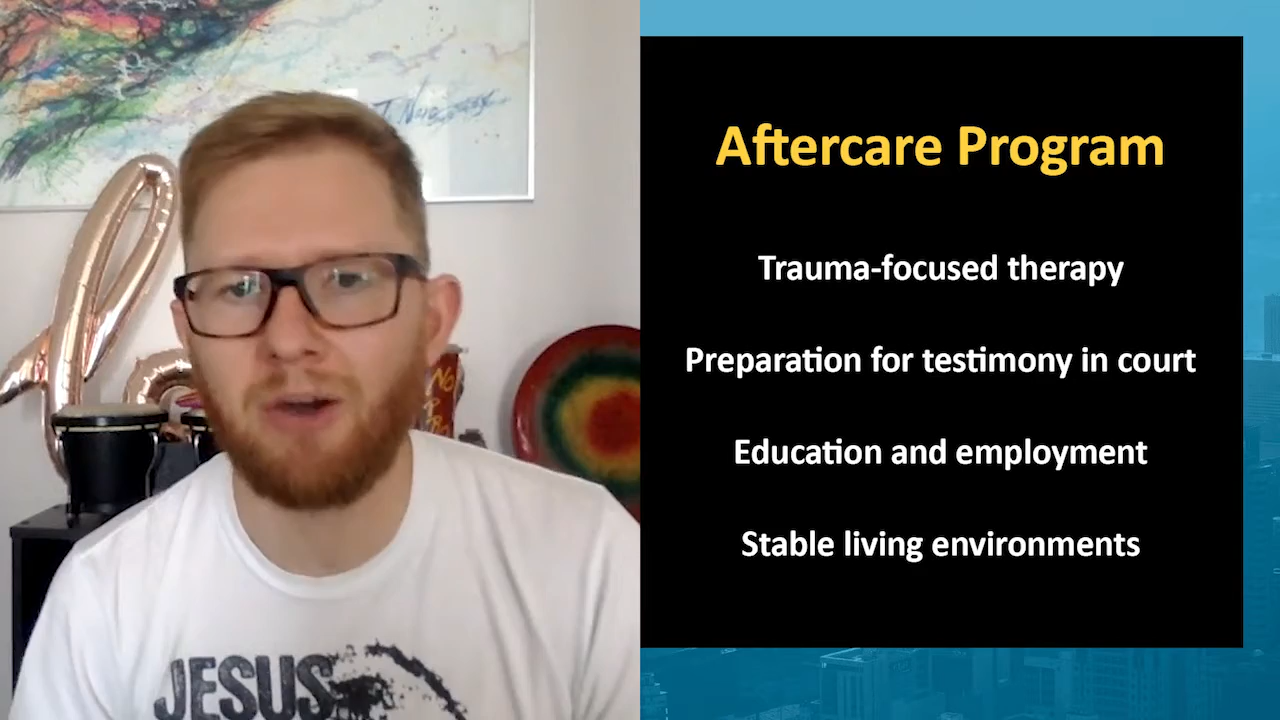 Aftercare Program
Trauma-focused therapy
Preparation for testimony in court
Education and employment
Stable living environments
JESUS